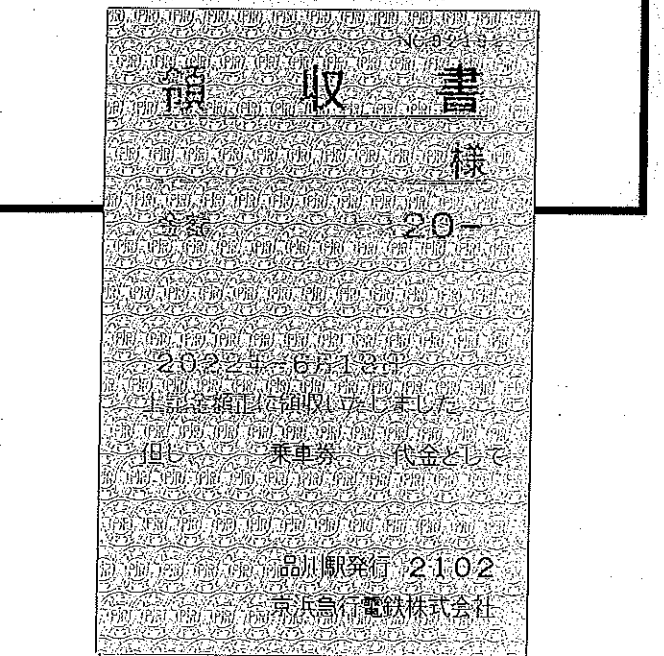 領収書
様
金額 20-
2022年 6月12日
上記金額正に領収いたしました
但し、 乗車券 代金として
品川駅発行 2102
京浜急行電鉄株式会社